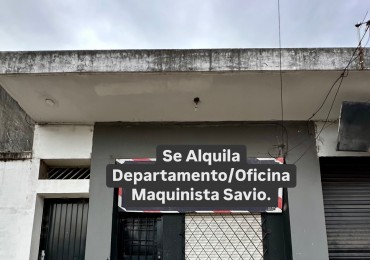 Se Alquila
Departamento/Oficina
Maquinista Savio.